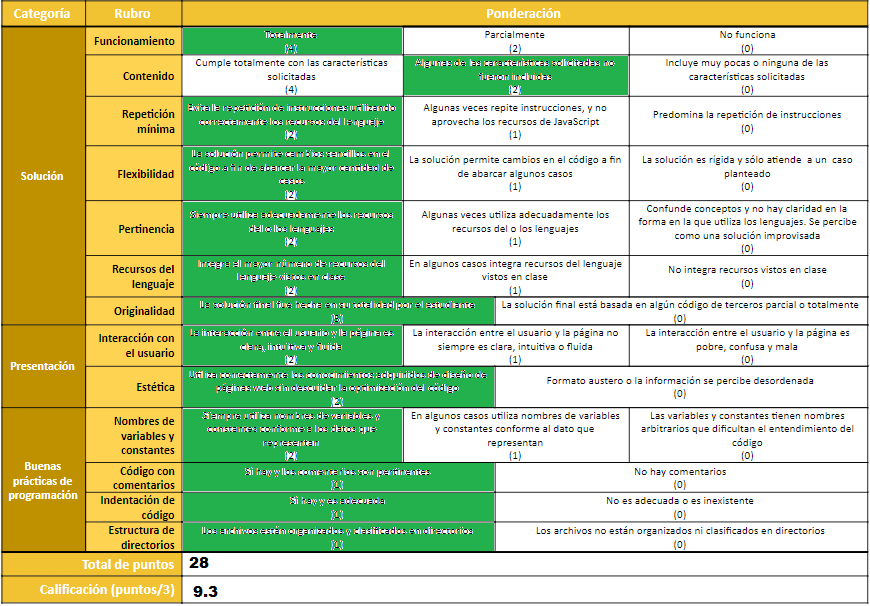 Categoría Rubro Ponderación
Solución
Funcionamiento
Totalmente
(4)
Parcialmente
(2)
No funciona
(0)
Contenido
Cumple totalmente con las características
solicitadas
(4)
Algunas de las características solicitadas no
fueron incluidas
(2)
Incluye muy pocas o ninguna de las
características solicitadas
(0)
Repetición
mínima
Evita la repetición de instrucciones utilizando
correctamente los recursos del lenguaje
(2)
Algunas veces repite instrucciones, y no
aprovecha los recursos de JavaScript
(1)
Predomina la repetición de instrucciones
(0)
Flexibilidad
La solución permite cambios sencillos en el
código a fin de abarcar la mayor cantidad de
casos
(2)
La solución permite cambios en el código a fin
de abarcar algunos casos
(1)
La solución es rígida y sólo atiende a un caso
planteado
(0)
Pertinencia
Siempre utiliza adecuadamente los recursos
del o los lenguajes
(2)
Algunas veces utiliza adecuadamente los
recursos del o los lenguajes
(1)
Confunde conceptos y no hay claridad en la
forma en la que utiliza los lenguajes. Se percibe
como una solución improvisada
(0)
Recursos del
lenguaje
Integra el mayor número de recursos del
lenguaje vistos en clase
(2)
En algunos casos integra recursos del lenguaje
vistos en clase
(1)
No integra recursos vistos en clase
(0)
Originalidad
La solución final fue hecha en su totalidad por el estudiante
La solución final está basada en algún código de terceros parcial o totalmente
(0)
Presentación
Interacción con
el usuario
La interacción entre el usuario y la página es
clara, intuitiva y fluida
(2)
La interacción entre el usuario y la página no
siempre es clara, intuitiva o fluida
(1)
La interacción entre el usuario y la página es
pobre, confusa y mala
(0)
Estética
Utiliza correctamente los conocimientos adquiridos de diseño de
páginas web sin descuidar la optimización del código
(2)
Formato austero o la información se percibe desordenada
(0)
Buenas
prácticas de
programación
Nombres de
variables y
constantes
Siempre utiliza nombres de variables y
constantes conforme a los datos que
representan
(2)
En algunos casos utiliza nombres de variables
y constantes conforme al dato que
representan
(1)
Las variables y constantes tienen nombres
arbitrarios que dificultan el entendimiento del
código
(0)
Código con
comentarios
Si hay y los comentarios son pertinentes
(1)
No hay comentarios
(0)
Indentación de
código
Si hay y es adecuada
(1)
No es adecuada o es inexistente
(0)
Estructura de
directorios
Los archivos están organizados y clasificados en directorios
(1)
Los archivos no están organizados ni clasificados en directorios
(0)
Total de puntos 28
Calificación (puntos/3) 9.3